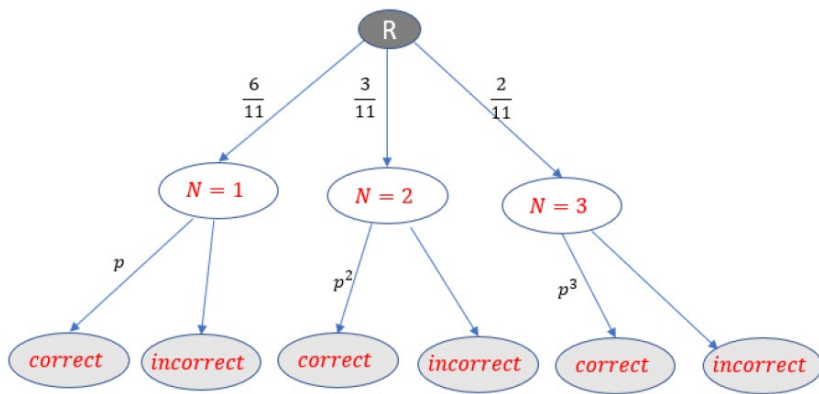 R
6/11 3/11 2/11
N = 1 N = 2 N = 3
p p² p³
correct incorrect correct incorrect correct incorrect